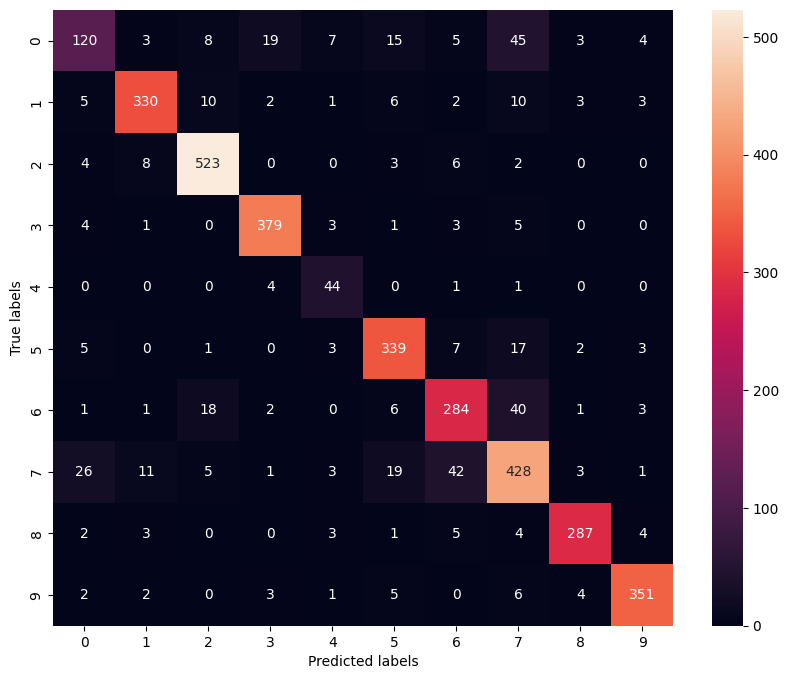 0 120 3 8 19 7 15 5 45 3 4
1 5 330 10 2 1 6 2 10 3 3
2 4 8 523 0 0 3 6 2 0 0
3 4 1 0 379 3 1 3 5 0 0
4 0 0 0 4 44 0 1 1 0 0
5 5 0 1 0 3 339 7 17 2 3
6 1 1 18 2 0 6 284 40 1 3
7 26 11 5 1 3 19 42 428 3 1
8 2 3 0 0 3 1 5 4 287 4
9 2 2 0 3 1 5 0 6 4 351
0 1 2 3 4 5 6 7 8 9
Predicted labels
True labels
500
400
300
200
100
0